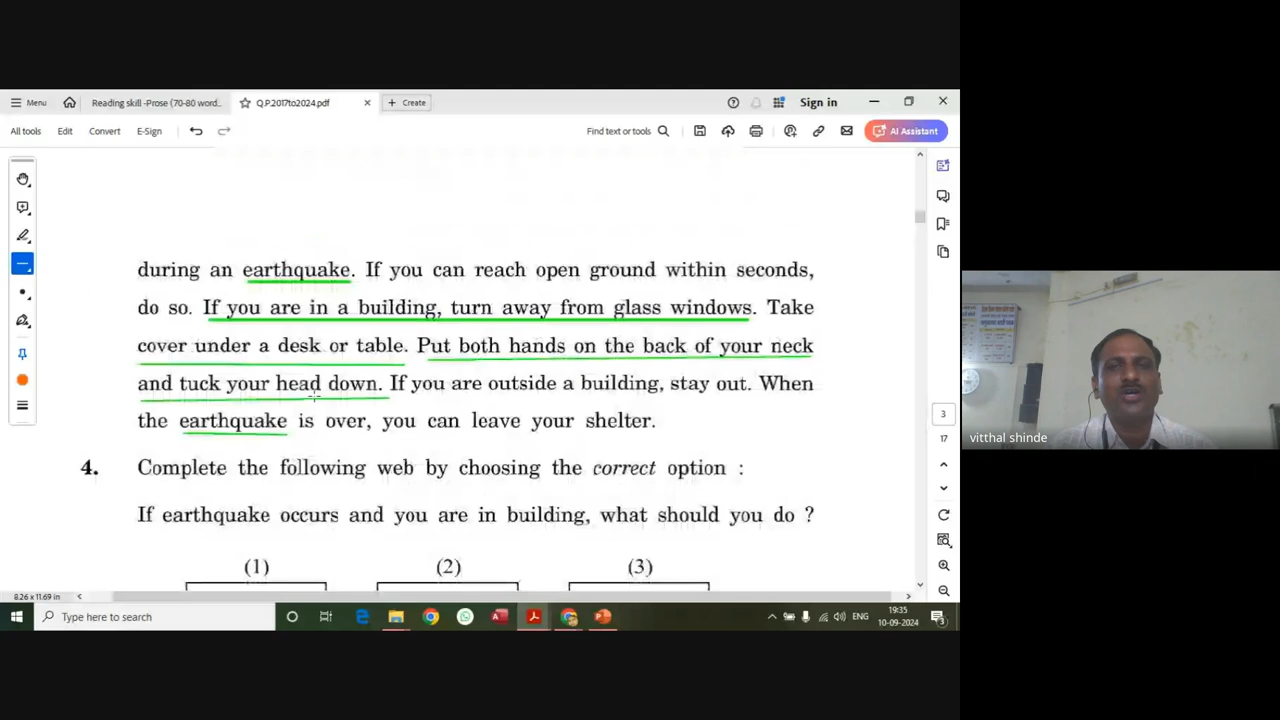 Menu
Reading skill -Prose (70-80 word...
Q.P.2017to2024.pdf
Create
Sign in
All tools
Edit
Convert
E-Sign
Find text or tools
AI Assistant
during an earthquake. If you can reach open ground within seconds,
do so. If you are in a building, turn away from glass windows. Take
cover under a desk or table. Put both hands on the back of your neck
and tuck your head down. If you are outside a building, stay out. When
the earthquake is over, you can leave your shelter.
4. Complete the following web by choosing the correct option :
If earthquake occurs and you are in building, what should you do ?
(1) (2) (3)
3
17
8.26 x 11.69 in
vitthal shinde
Type here to search
ENG
19:35
10-09-2024
3